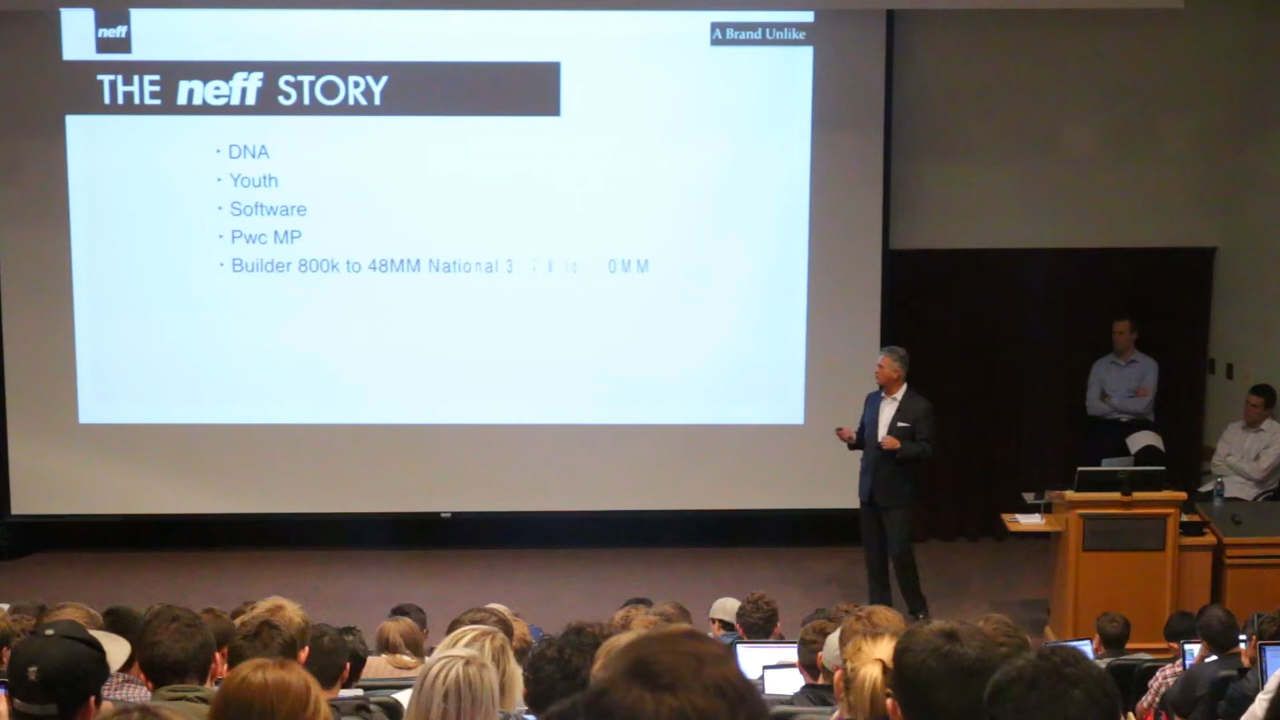 neff
A Brand Unlike
THE neff STORY
· DNA
· Youth
· Software
· Pwc MP
· Builder 800k to 48MM National